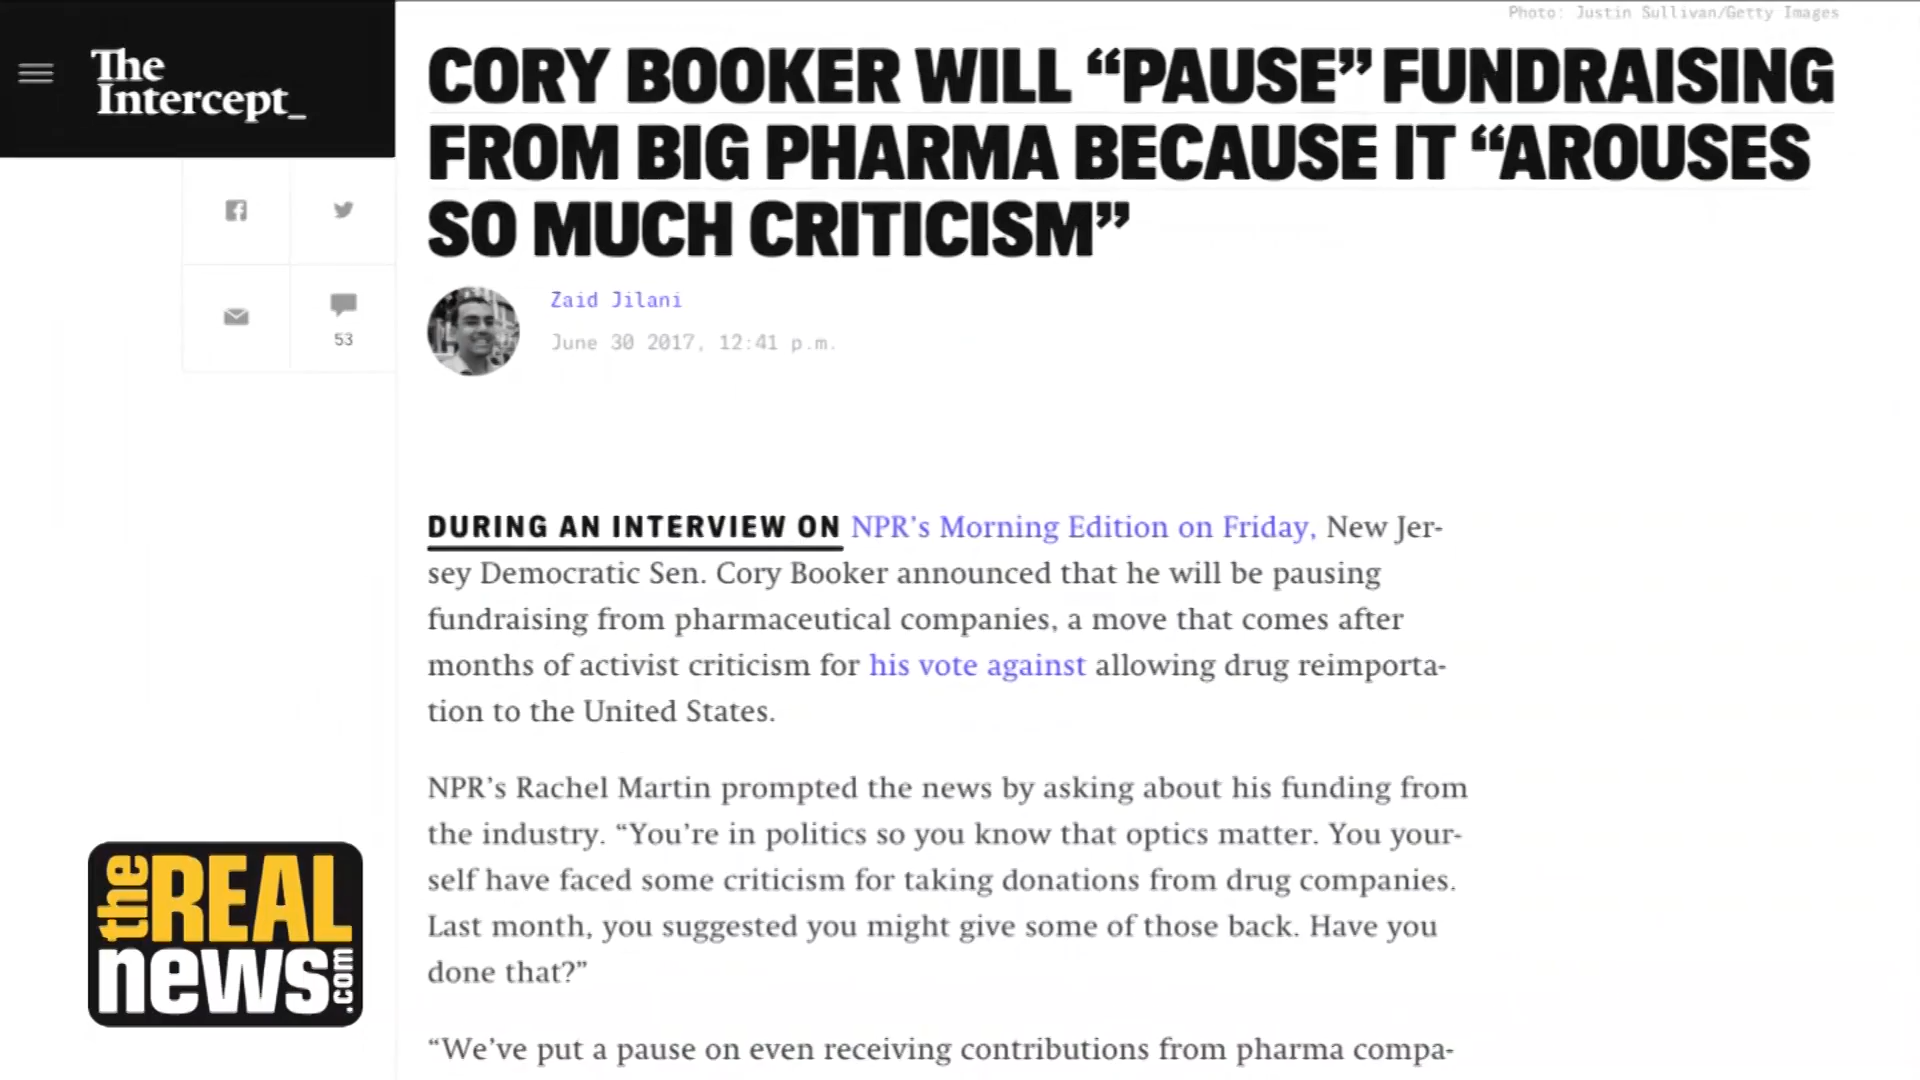 Photo: Justin Sullivan/Getty Images
The
Intercept_
CORY BOOKER WILL “PAUSE” FUNDRAISING
FROM BIG PHARMA BECAUSE IT “AROUSES
SO MUCH CRITICISM”
Zaid Jilani
June 30 2017, 12:41 p.m.
53
DURING AN INTERVIEW ON NPR’s Morning Edition on Friday, New Jer-
sey Democratic Sen. Cory Booker announced that he will be pausing
fundraising from pharmaceutical companies, a move that comes after
months of activist criticism for his vote against allowing drug reimporta-
tion to the United States.
NPR’s Rachel Martin prompted the news by asking about his funding from
the industry. “You’re in politics so you know that optics matter. You your-
self have faced some criticism for taking donations from drug companies.
Last month, you suggested you might give some of those back. Have you
done that?”
“We’ve put a pause on even receiving contributions from pharma compa-
the REAL
news.com